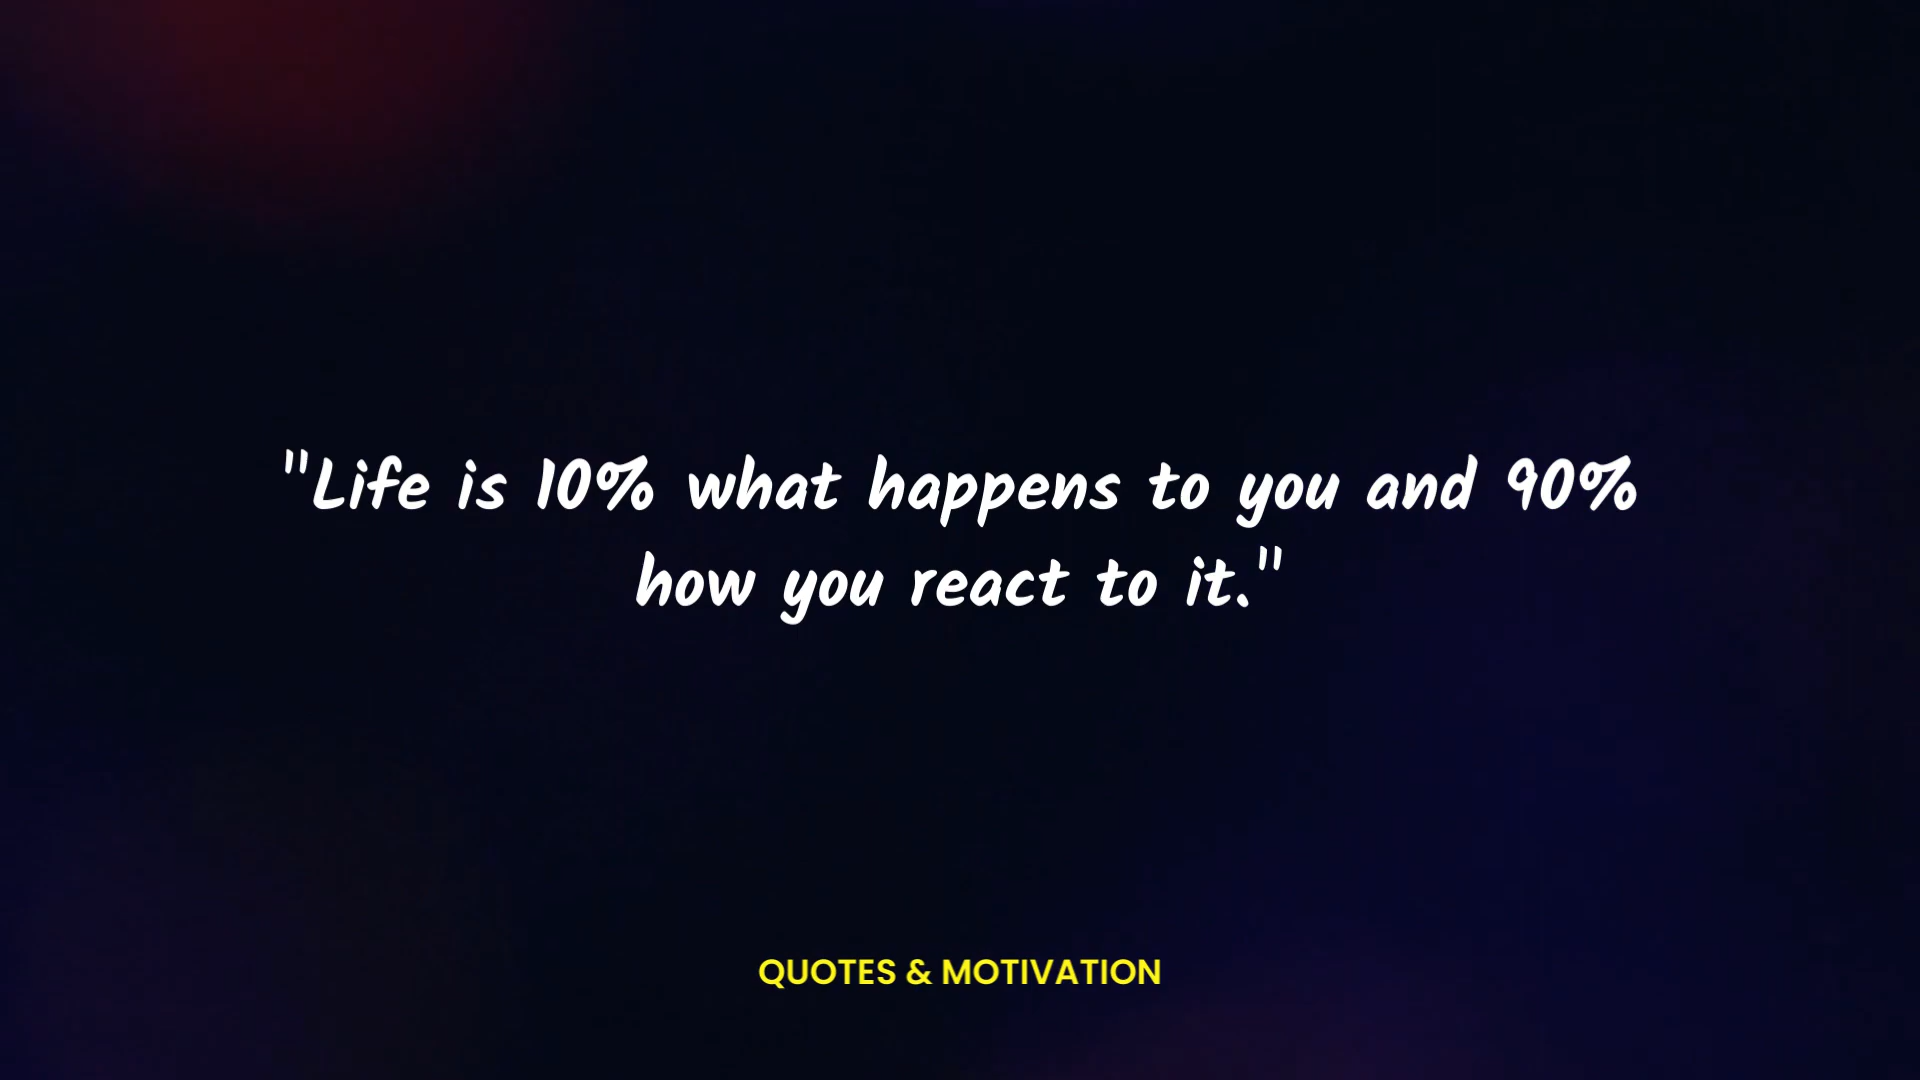 "Life is 10% what happens to you and 90%
how you react to it."
QUOTES & MOTIVATION